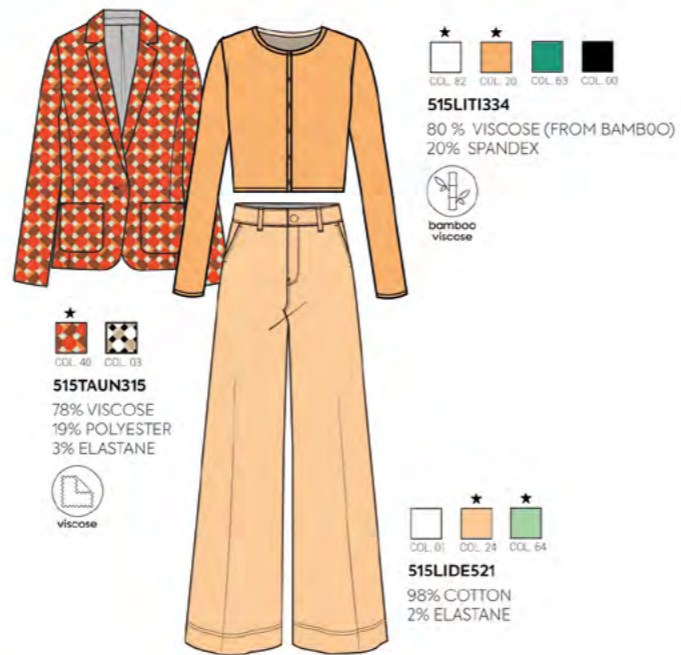 ★ ★
COL. 82 COL. 20 COL. 63 COL. 00
515LITI334
80 % VISCOSE (FROM BAMBOO)
20% SPANDEX
bamboo
viscose
★
COL. 40 COL. 03
515TAUN315
78% VISCOSE
19% POLYESTER
3% ELASTANE
viscose
★ ★
COL. 01 COL. 24 COL. 64
515LIDE521
98% COTTON
2% ELASTANE